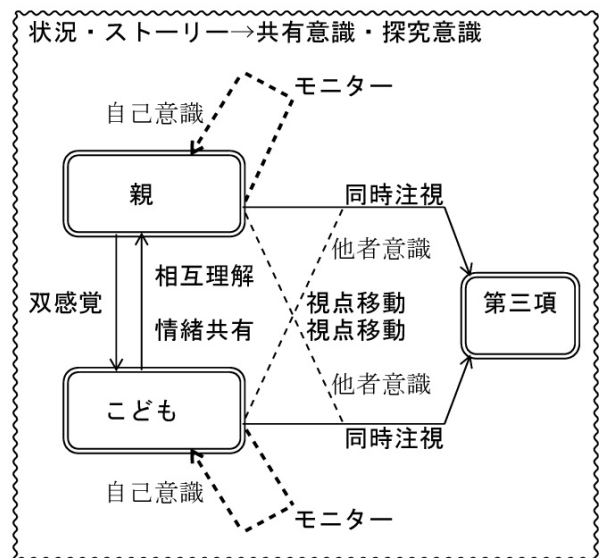 状況・ストーリー→共有意識・探究意識
モニター
自己意識
親
同時注視
他者意識
相互理解
双感覚
視点移動
第三項
情緒共有
視点移動
他者意識
こども
同時注視
自己意識
モニター